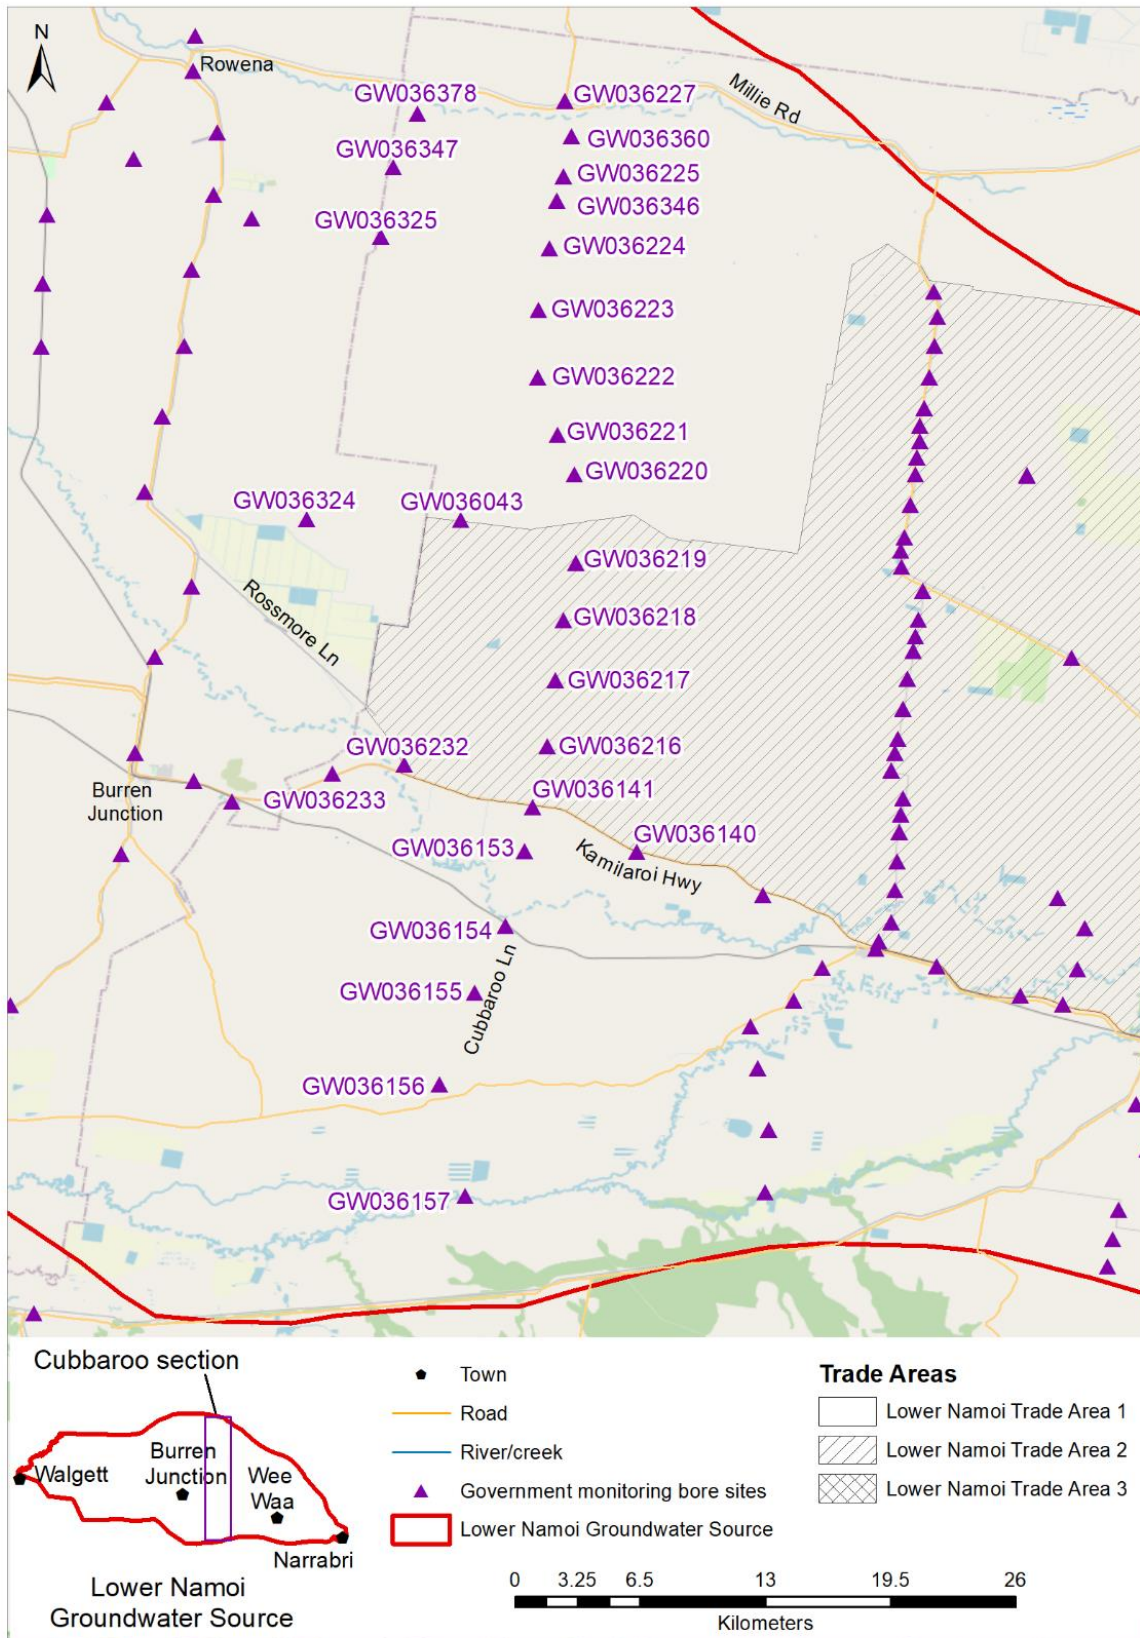 N
Rowena
GW036378
GW036227
Millie Rd
GW036360
GW036347
GW036225
GW036346
GW036325
GW036224
GW036223
GW036222
GW036221
GW036220
GW036324
GW036043
GW036219
Rossmore Ln
GW036218
GW036217
GW036232
GW036216
Burren
Junction
GW036233
GW036141
GW036140
GW036153
Kamilaroi Hwy
GW036154
Cubbaroo Ln
GW036155
GW036156
GW036157
Cubbaroo section
Walgett
Burren
Junction
Wee
Waa
Narrabri
Lower Namoi
Groundwater Source
Town
Road
River/creek
Government monitoring bore sites
Lower Namoi Groundwater Source
Trade Areas
Lower Namoi Trade Area 1
Lower Namoi Trade Area 2
Lower Namoi Trade Area 3
0 3.25 6.5 13 19.5 26
Kilometers